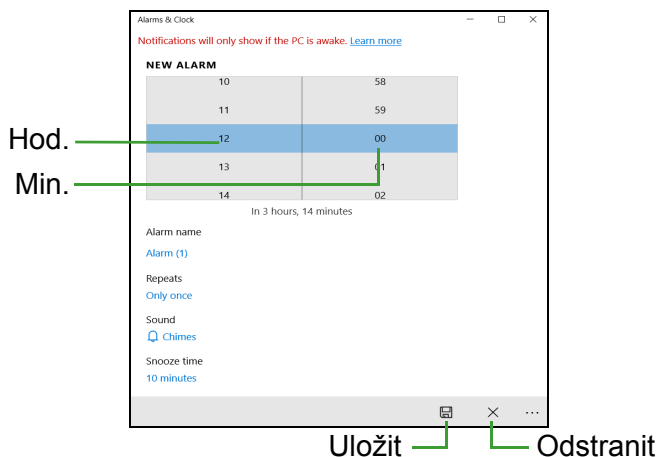 Alarms & Clock
Notifications will only show if the PC is awake. Learn more
NEW ALARM
10 58
11 59
Hod. 12 00
Min. 13 01
14 02
In 3 hours, 14 minutes
Alarm name
Alarm (1)
Repeats
Only once
Sound
Chimes
Snooze time
10 minutes
Uložit Odstranit